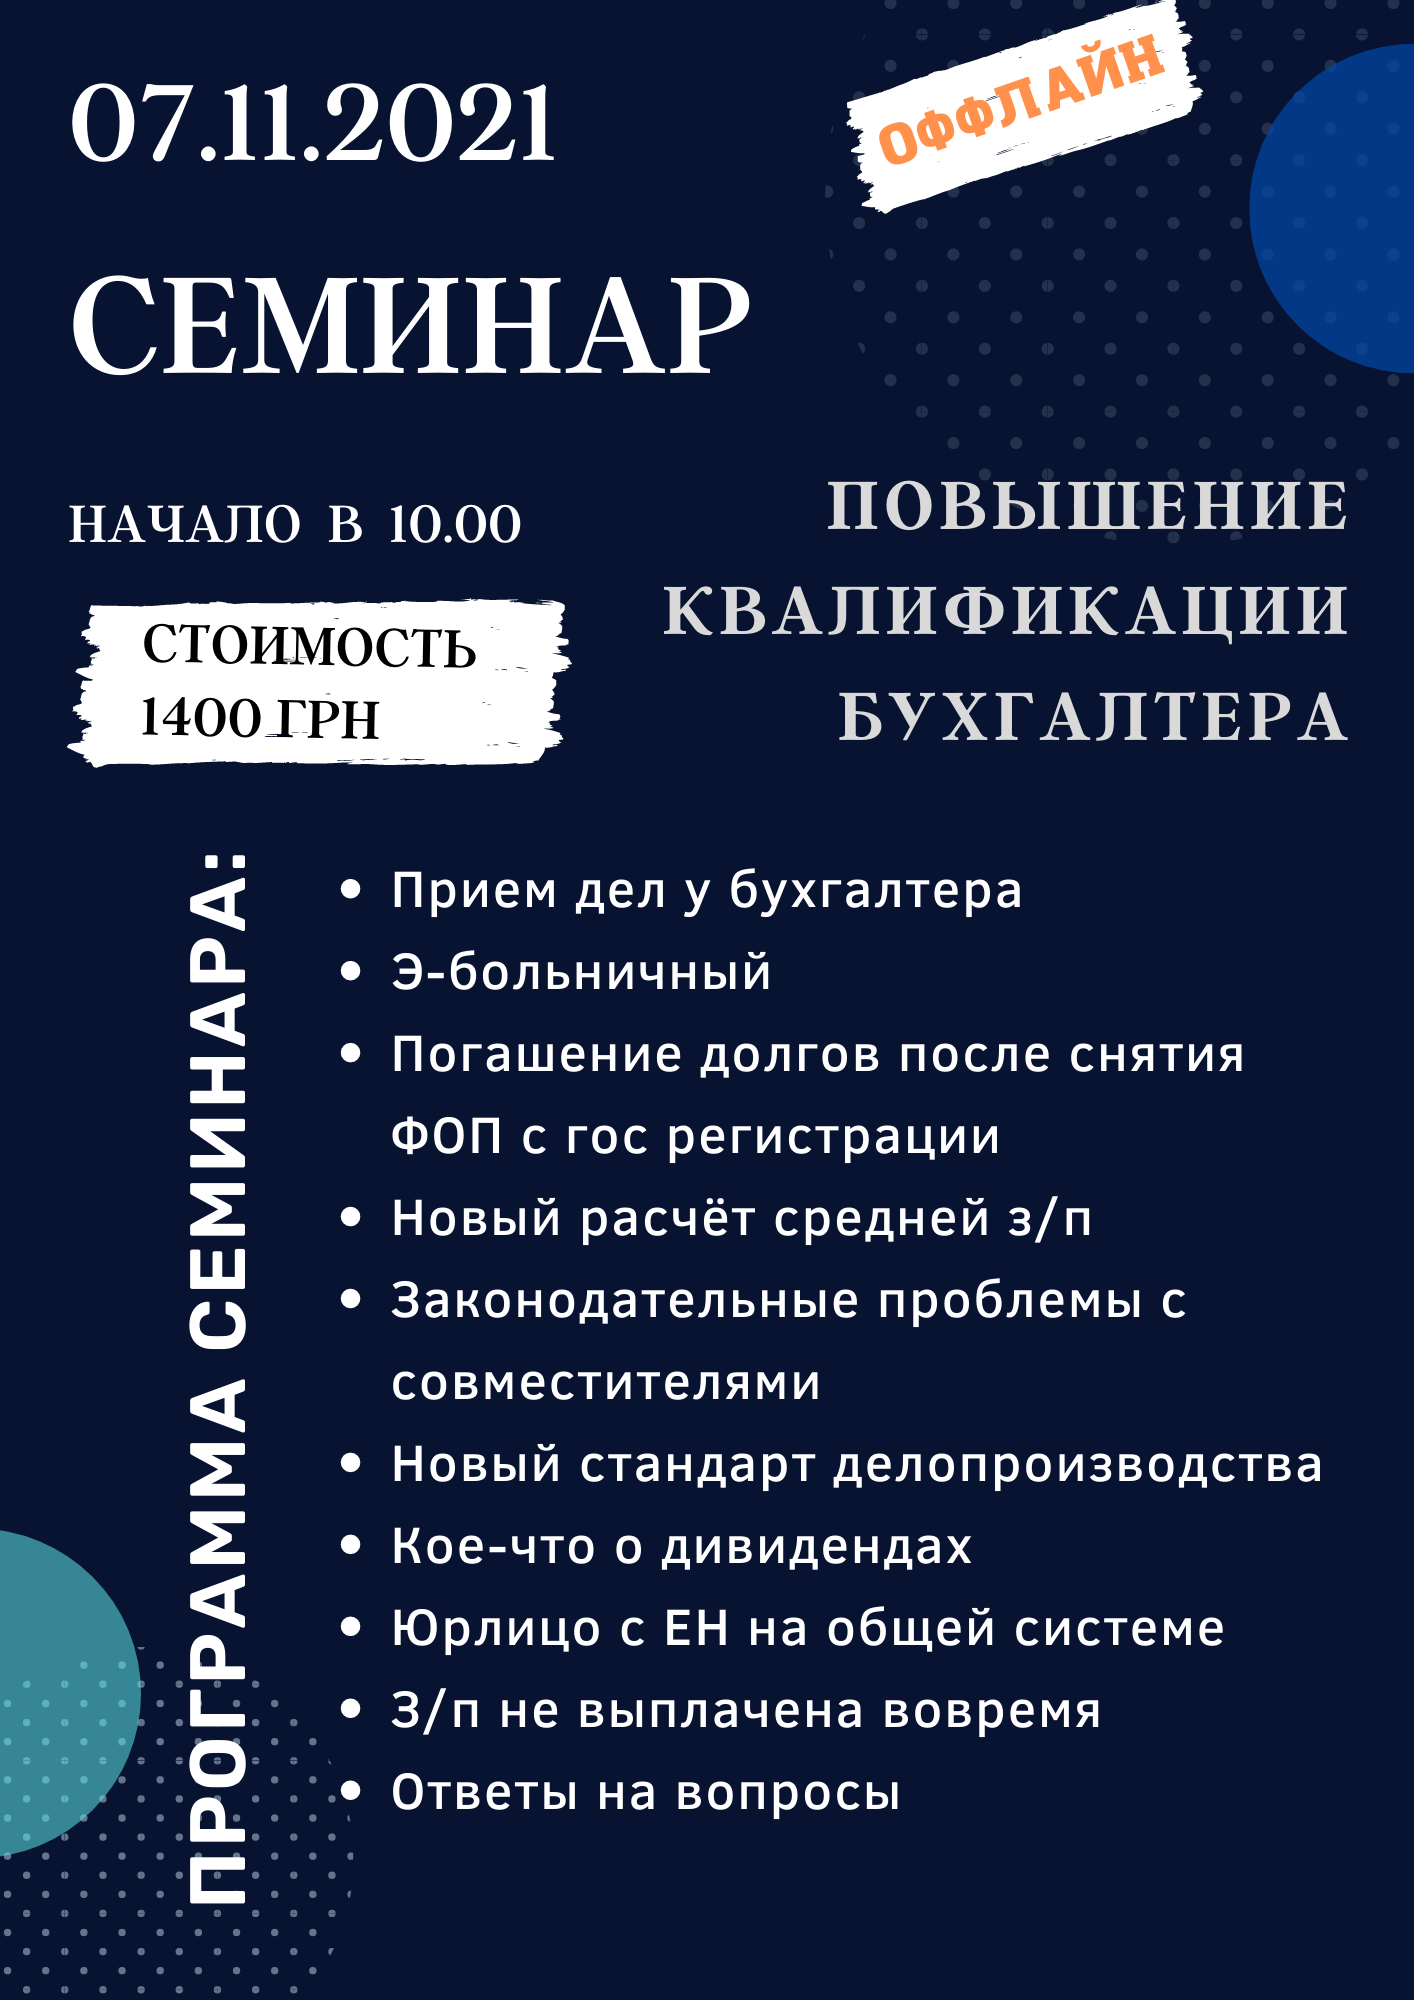 07.11.2021
ОФФЛАЙН
СЕМИНАР
НАЧАЛО В 10.00
СТОИМОСТЬ
1400 ГРН
ПОВЫШЕНИЕ
КВАЛИФИКАЦИИ
БУХГАЛТЕРА
ПРОГРАММА СЕМИНАРА:
• Прием дел у бухгалтера
• Э-больничный
• Погашение долгов после снятия
ФОП с гос регистрации
• Новый расчёт средней з/п
• Законодательные проблемы с
совместителями
• Новый стандарт делопроизводства
• Кое-что о дивидендах
• Юрлицо с ЕН на общей системе
• З/п не выплачена вовремя
• Ответы на вопросы